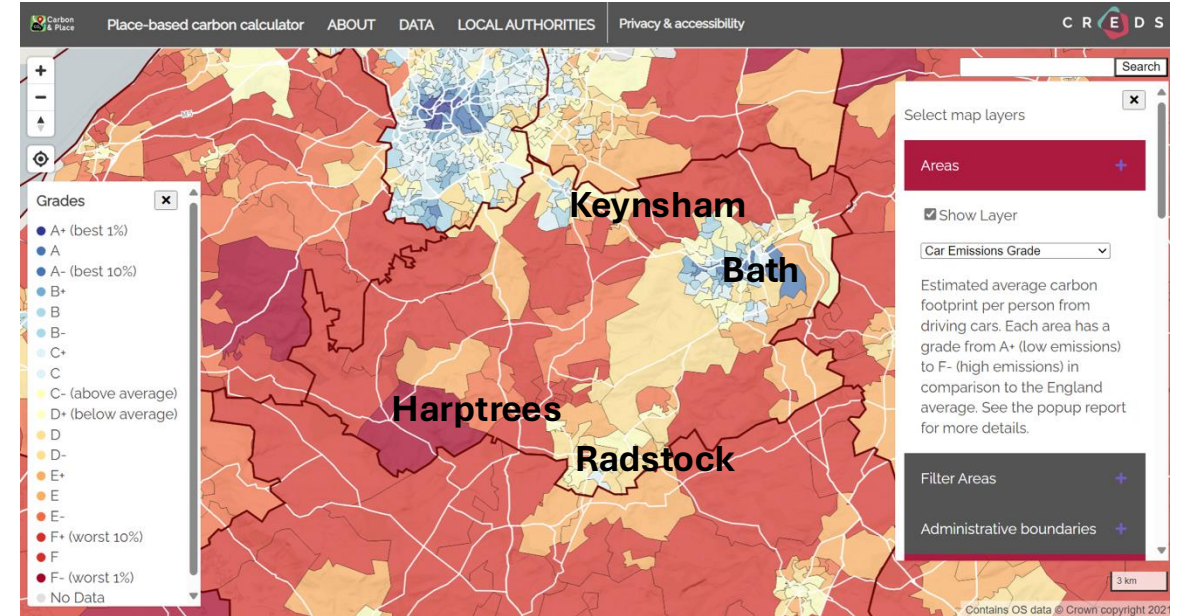 Carbon & Place
Place-based carbon calculator ABOUT DATA LOCAL AUTHORITIES Privacy & accessibility
CREDS
Search
Select map layers
Areas +
Show Layer
Car Emissions Grade
Estimated average carbon
footprint per person from
driving cars. Each area has a
grade from A+ (low emissions)
to F- (high emissions) in
comparison to the England
average. See the popup report
for more details.
Filter Areas +
Administrative boundaries +
Grades
A+ (best 1%)
A
A- (best 10%)
B+
B
B-
C+
C
C- (above average)
D+ (below average)
D
D-
E+
E
E-
F+ (worst 10%)
F
F- (worst 1%)
No Data
Keynsham
Bath
Harptrees
Radstock
3 km
Contains OS data © Crown copyright 2021